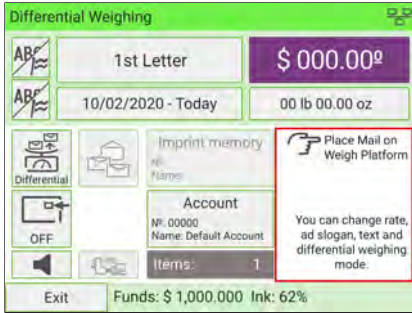 Differential Weighing
ABC
1st Letter
$ 000.00º
ABC
10/02/2020 - Today
00 lb 00.00 oz
Differential
Imprint memory
Nº:
Name:
Place Mail on
Weigh Platform
OFF
Account
Nº: 00000
Name: Default Account
You can change rate,
ad slogan, text and
differential weighing
mode.
Items: 1
Exit
Funds: $ 1,000.000 Ink: 62%